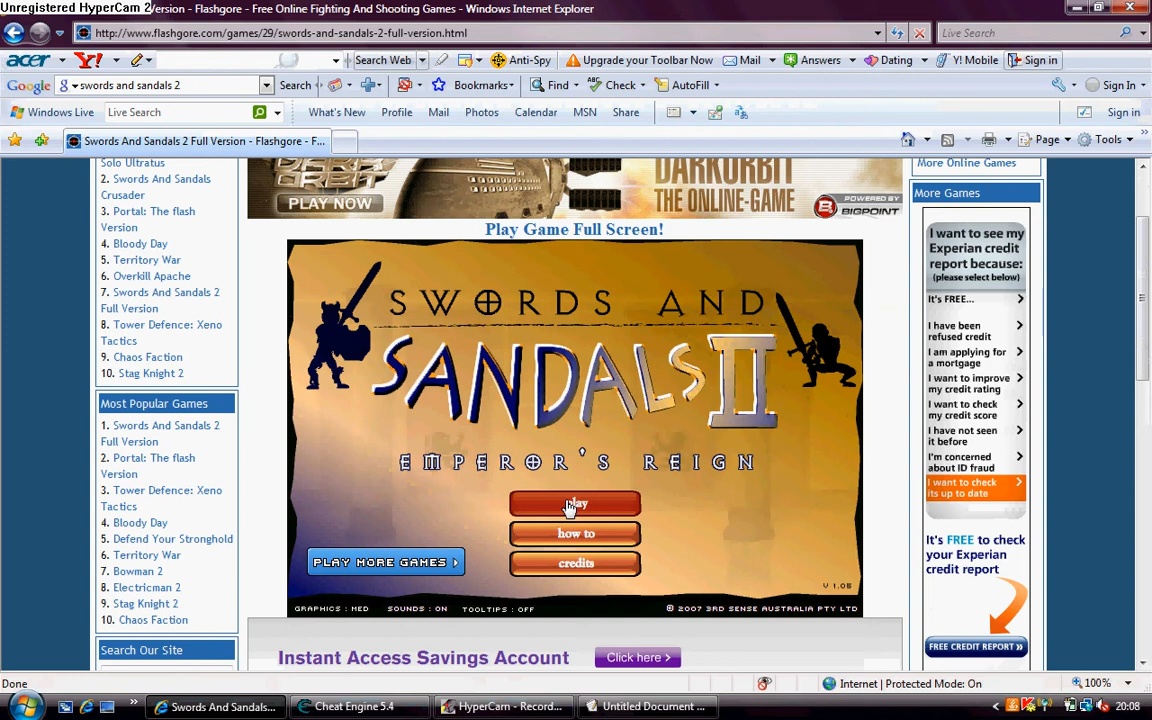 Unregistered HyperCam 2
ersion - Flashgore - Free Online Fighting And Shooting Games - Windows Internet Explorer
http://www.flashgore.com/games/29/swords-and-sandals-2-full-version.html
Live Search
acer
Y!
Search Web
Anti-Spy
Upgrade your Toolbar Now
Mail
Answers
Dating
Y! Mobile
Sign in
Google
g
swords and sandals 2
Search
Bookmarks
Find
Check
AutoFill
Sign In
Windows Live
Live Search
What's New
Profile
Mail
Photos
Calendar
MSN
Share
Sign in
Swords And Sandals 2 Full Version - Flashgore - F...
Page
Tools
Solo Ultratus
2. Swords And Sandals
Crusader
3. Portal: The flash
Version
4. Bloody Day
5. Territory War
6. Overkill Apache
7. Swords And Sandals 2
Full Version
8. Tower Defence: Xeno
Tactics
9. Chaos Faction
10. Stag Knight 2
Most Popular Games
1. Swords And Sandals 2
Full Version
2. Portal: The flash
Version
3. Tower Defence: Xeno
Tactics
4. Bloody Day
5. Defend Your Stronghold
6. Territory War
7. Bowman 2
8. Electricman 2
9. Stag Knight 2
10. Chaos Faction
Search Our Site
DARK
ORBIT
PLAY NOW
DARKORBIT
THE ONLINE-GAME
POWERED BY
BIGPOINT
Play Game Full Screen!
SWORDS AND
SANDALS II
EMPEROR'S REIGN
play
how to
credits
PLAY MORE GAMES
V 1.05
GRAPHICS : MED
SOUNDS : ON
TOOLTIPS : OFF
© 2007 3RD SENSE AUSTRALIA PTY LTD
Instant Access Savings Account
Click here >
More Online Games
More Games
I want to see my
Experian credit
report because:
(please select below)
It's FREE...
I have been
refused credit
I am applying for
a mortgage
I want to improve
my credit rating
I want to check
my credit score
I have not seen
it before
I'm concerned
about ID fraud
I want to check
its up to date
It's FREE to check
your Experian
credit report
FREE CREDIT REPORT »
Done
Internet | Protected Mode: On
100%
Swords And Sandals...
Cheat Engine 5.4
HyperCam - Record...
Untitled Document ...
20:08